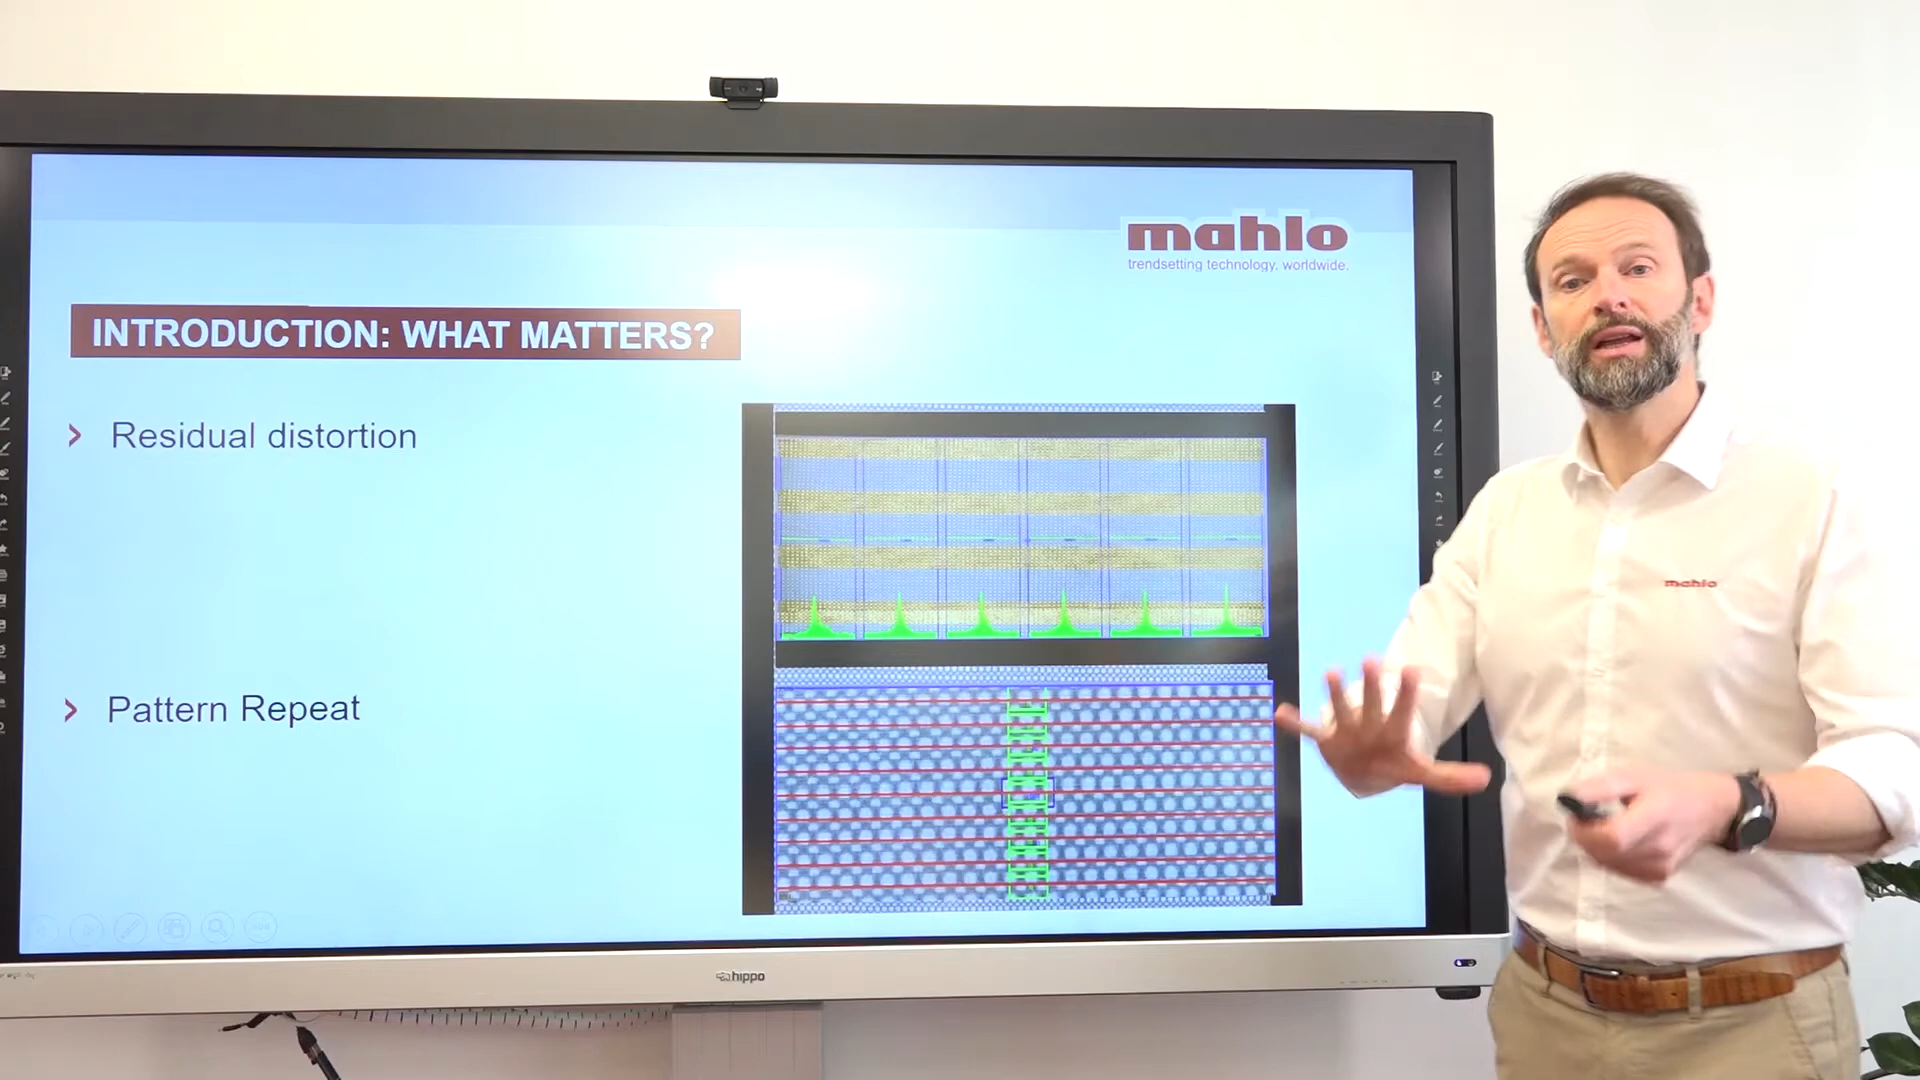 mahlo
trendsetting technology. worldwide.
INTRODUCTION: WHAT MATTERS?
› Residual distortion
› Pattern Repeat
mahlo
hippo